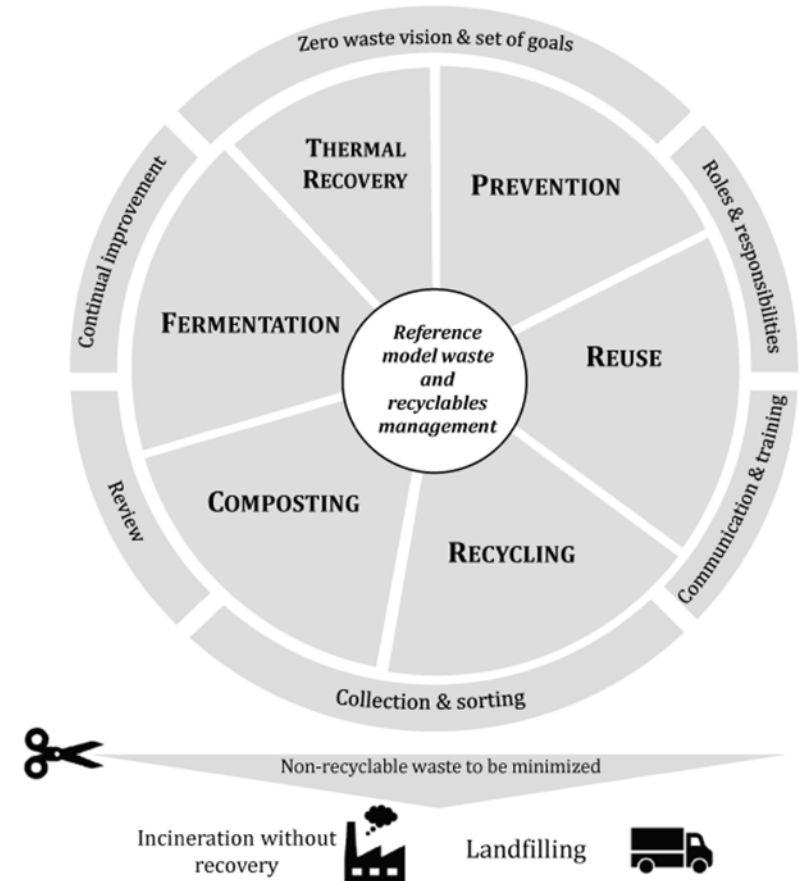 Zero waste vision & set of goals
Roles & responsibilities
Communication & training
Collection & sorting
Review
Continual improvement
THERMAL
RECOVERY
PREVENTION
FERMENTATION
REUSE
COMPOSTING
RECYCLING
Reference
model waste
and
recyclables
management
Non-recyclable waste to be minimized
Incineration without
recovery
Landfilling